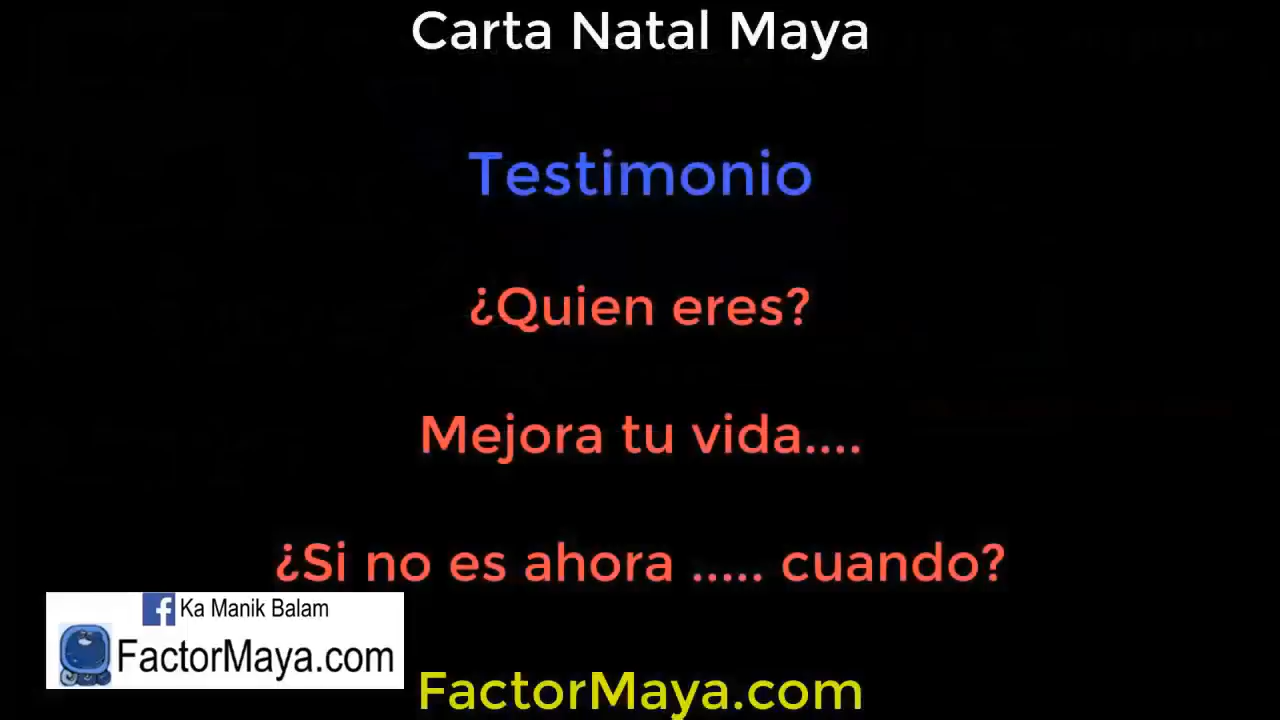 Carta Natal Maya
Testimonio
¿Quien eres?
Mejora tu vida....
¿Si no es ahora ..... cuando?
f Ka Manik Balam
FactorMaya.com
FactorMaya.com